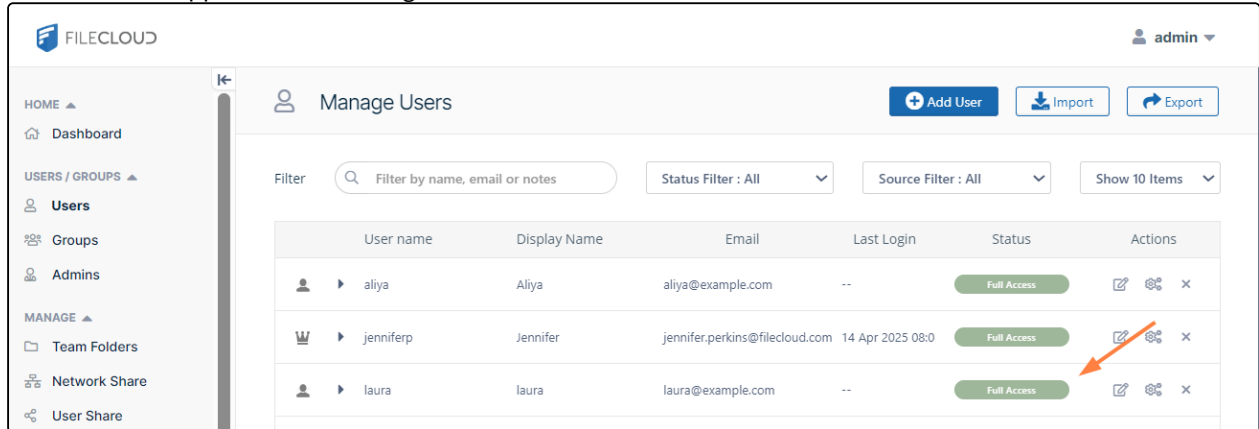 FILECLOUD
admin
HOME
Dashboard
USERS / GROUPS
Users
Groups
Admins
MANAGE
Team Folders
Network Share
User Share
Manage Users
Add User
Import
Export
Filter
Filter by name, email or notes
Status Filter : All
Source Filter : All
Show 10 Items
User name Display Name Email Last Login Status Actions
aliya Aliya aliya@example.com -- Full Access
jenniferp Jennifer jennifer.perkins@filecloud.com 14 Apr 2025 08:0 Full Access
laura laura laura@example.com -- Full Access